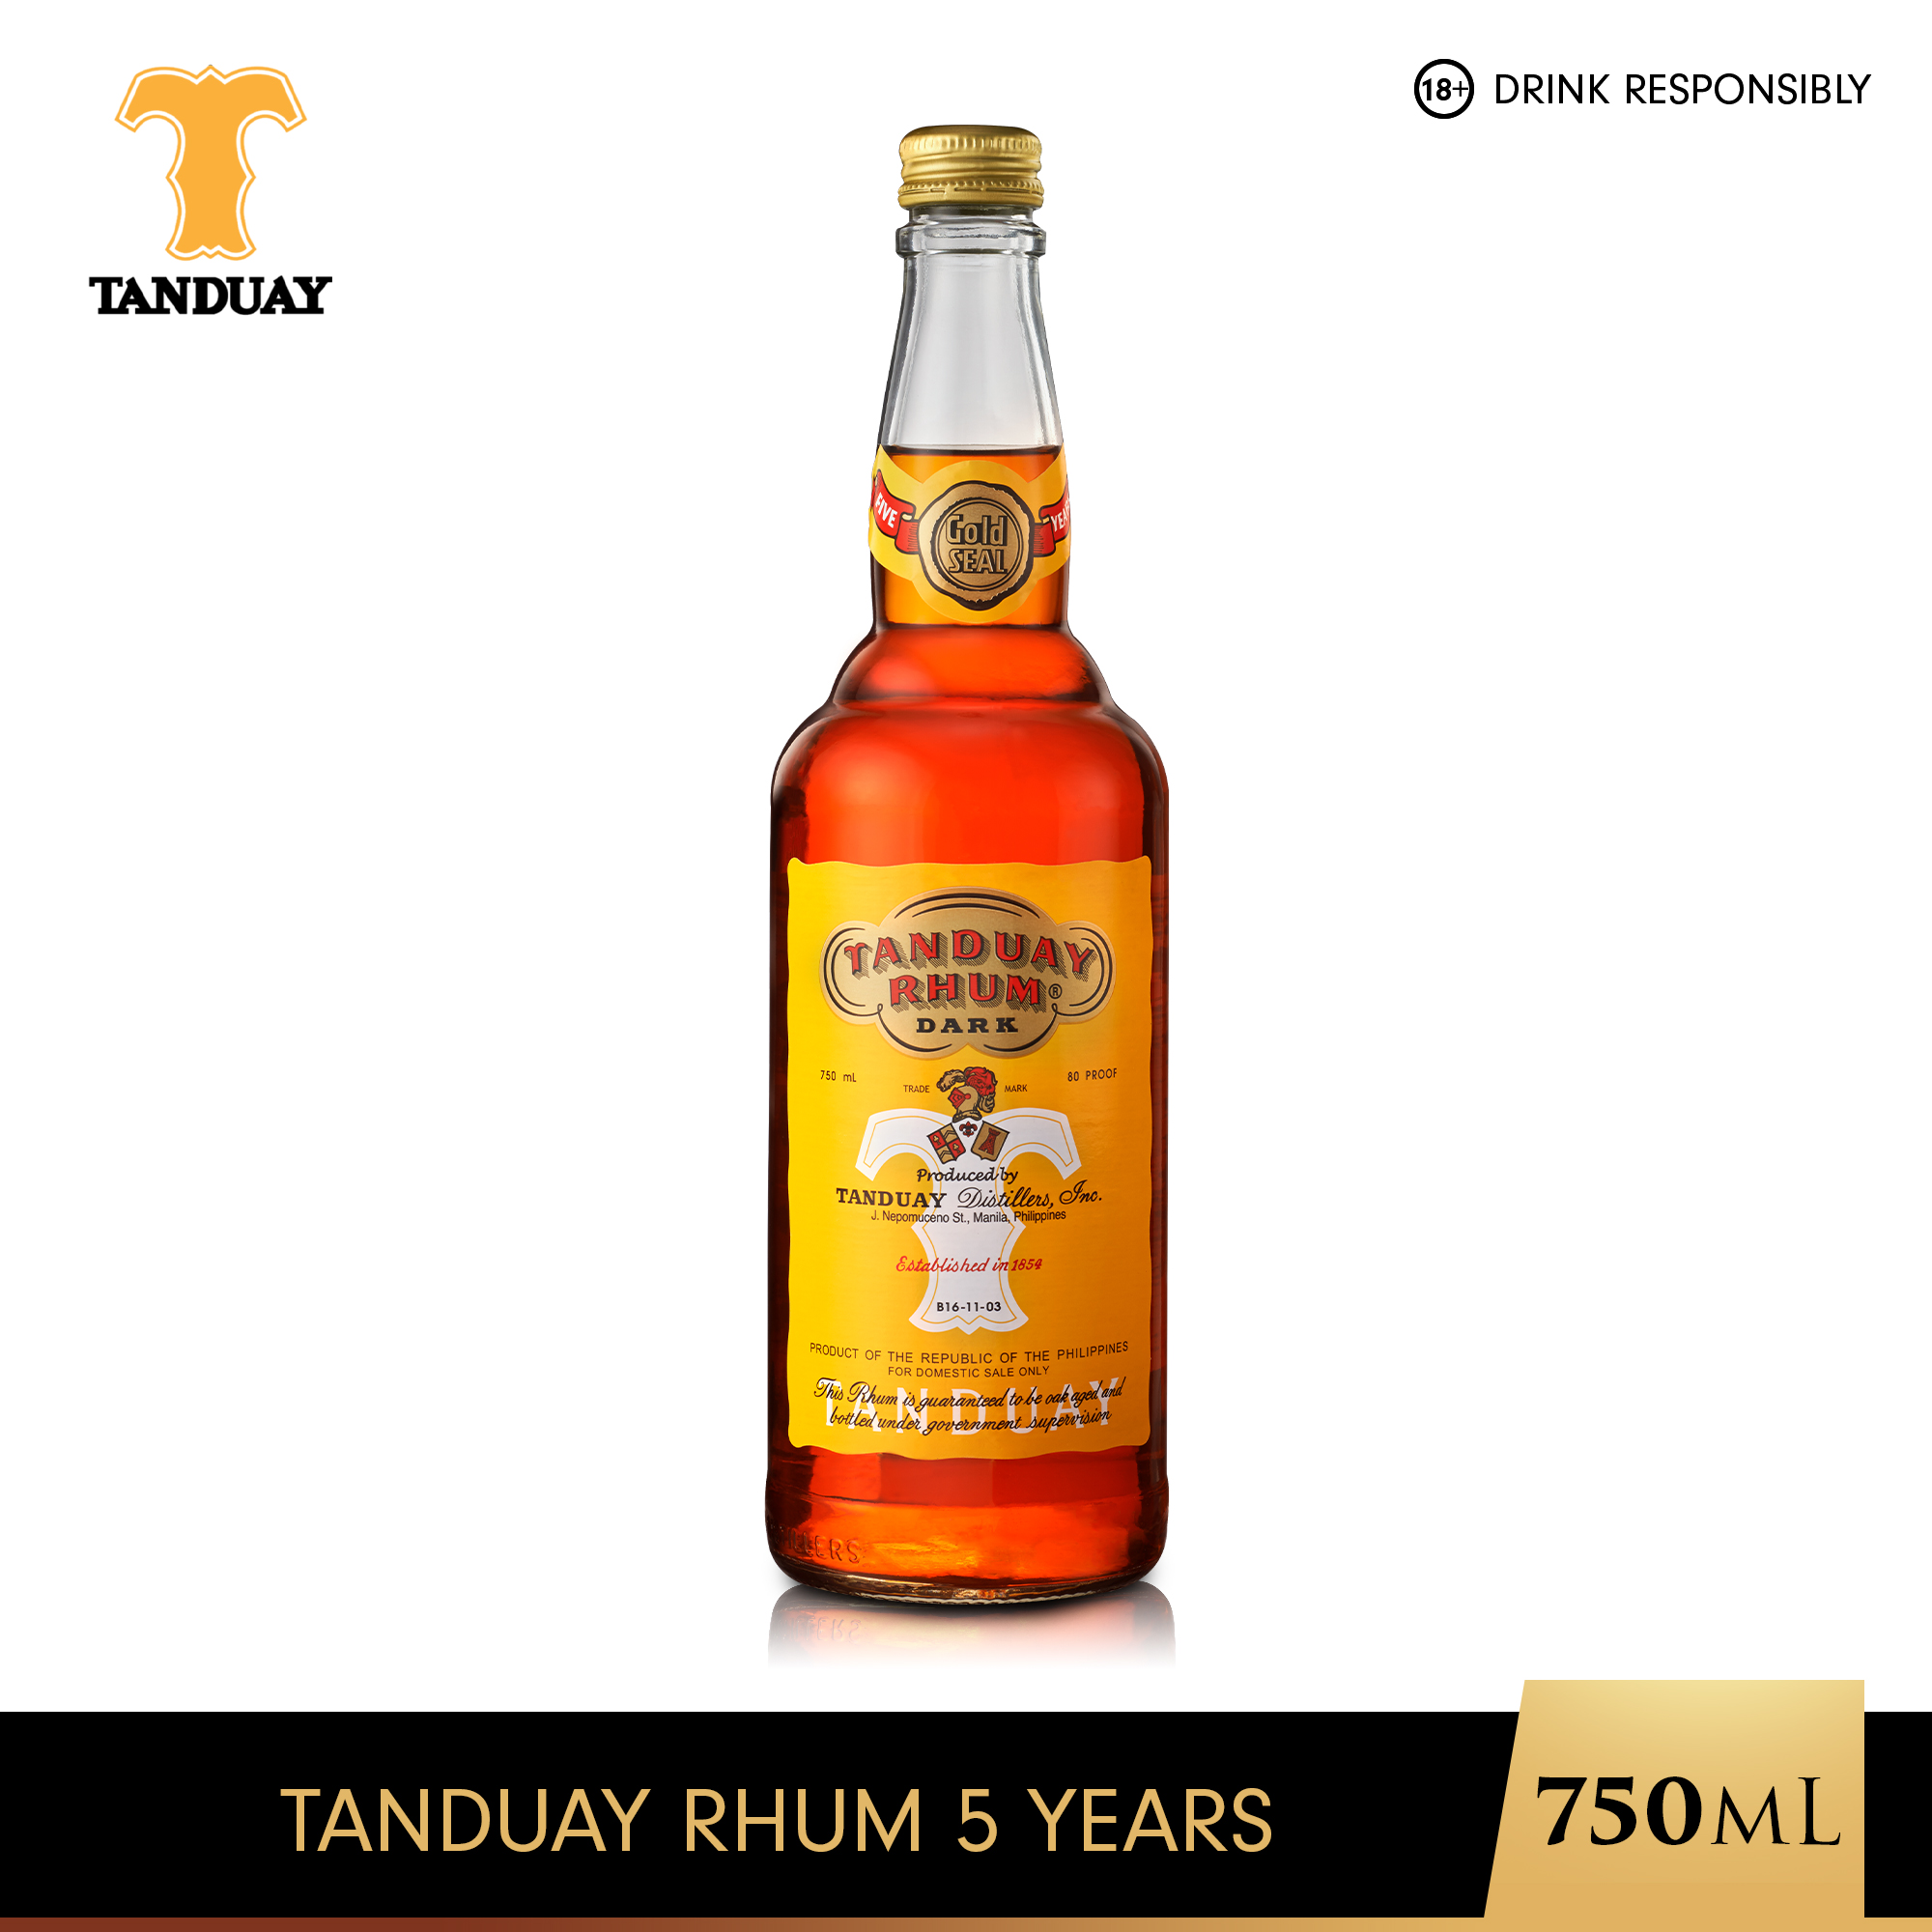 TANDUAY
18+ DRINK RESPONSIBLY
FIVE
Gold
SEAL
TANDUAY
RHUM®
DARK
750 mL
80 PROOF
TRADE MARK
Produced by
TANDUAY Distillers, Inc.
J. Nepomuceno St., Manila, Philippines
Established in 1854
B16-11-03
PRODUCT OF THE REPUBLIC OF THE PHILIPPINES
FOR DOMESTIC SALE ONLY
TANDUAY
This Rhum is guaranteed to be oak aged and
bottled under government supervision
TANDUAY RHUM 5 YEARS
750ML